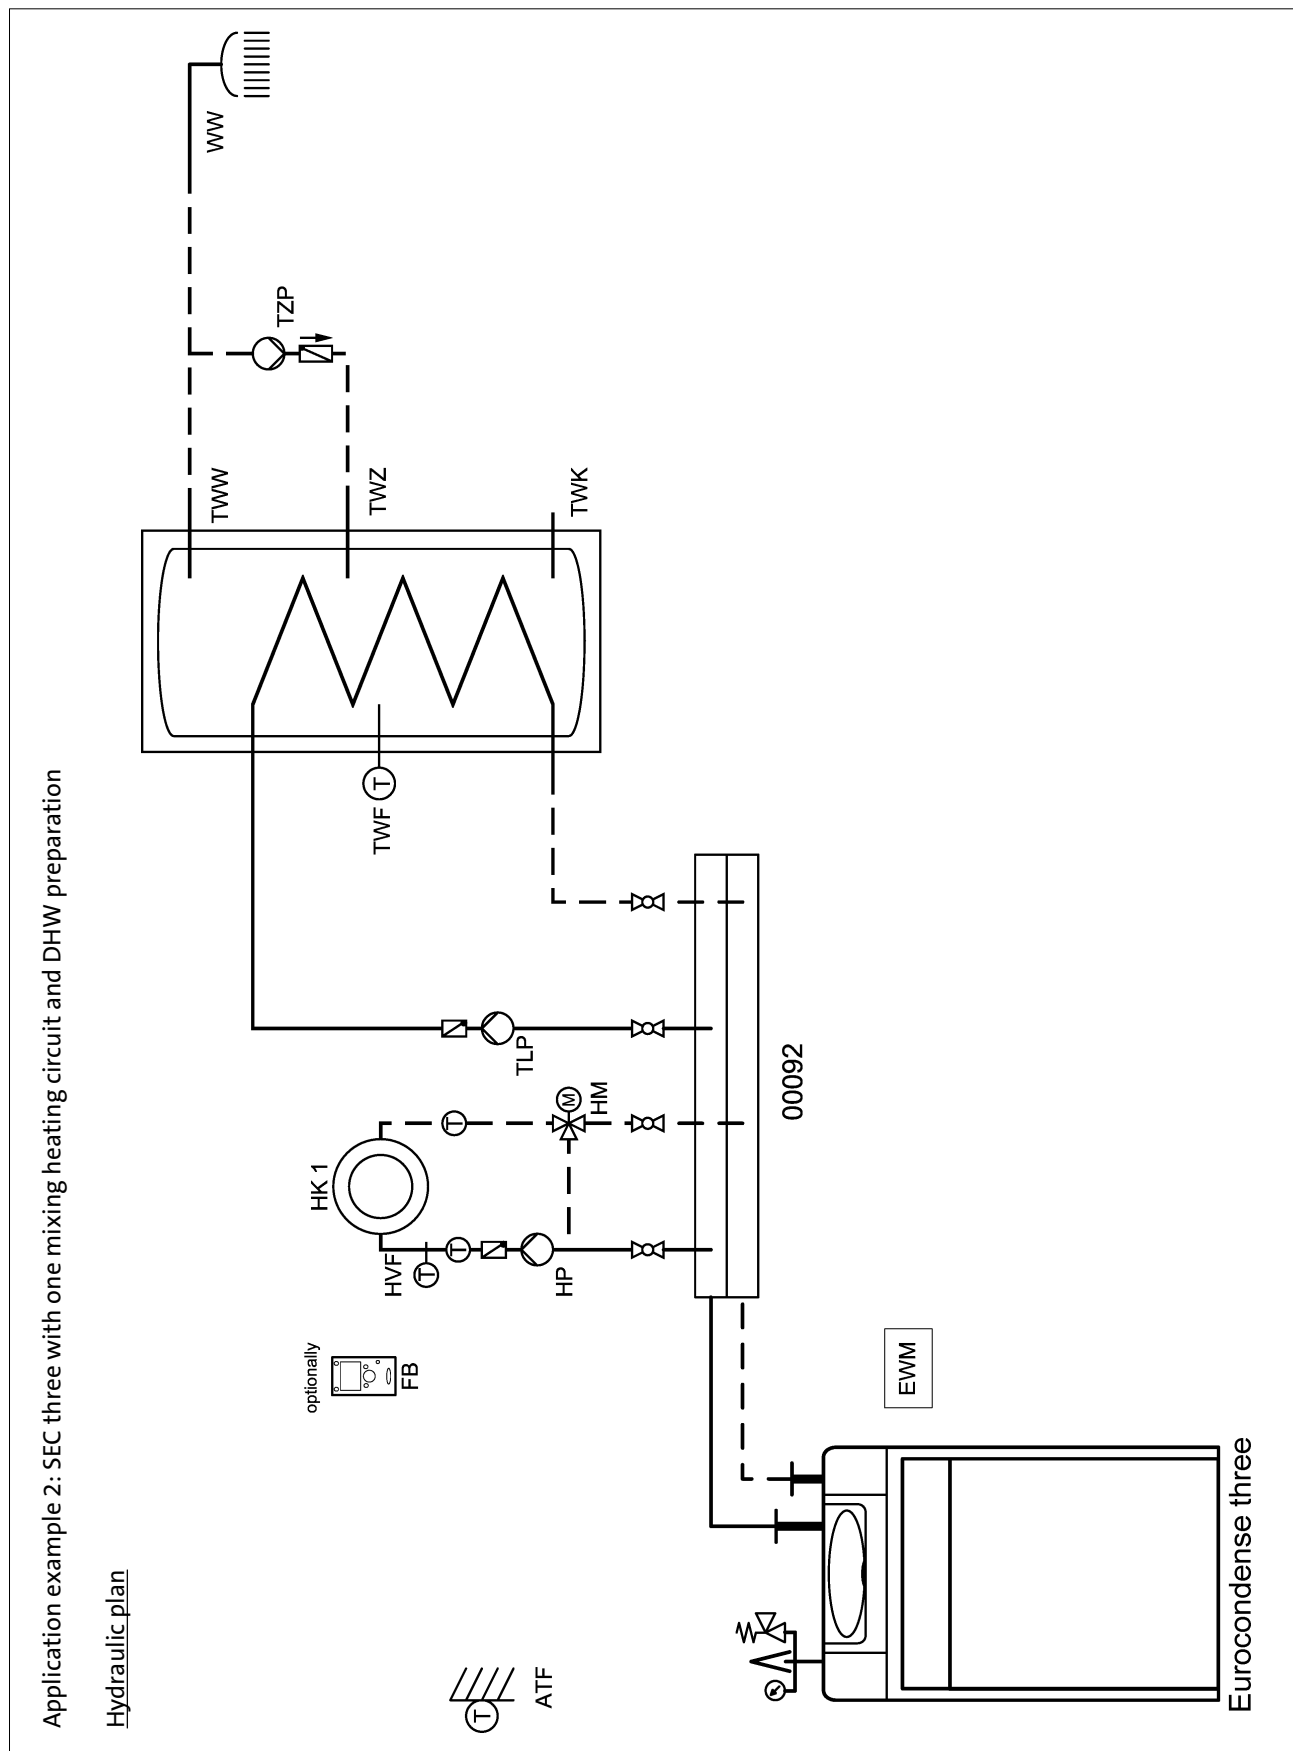 Application example 2: SEC three with one mixing heating circuit and DHW preparation
Hydraulic plan
WW
TZP
TWW
TWZ
TWK
T
TWF
HK 1
T
T
HVF
T
TLP
M
HM
HP
optionally
FB
00092
T
ATF
EWM
Eurocondense three